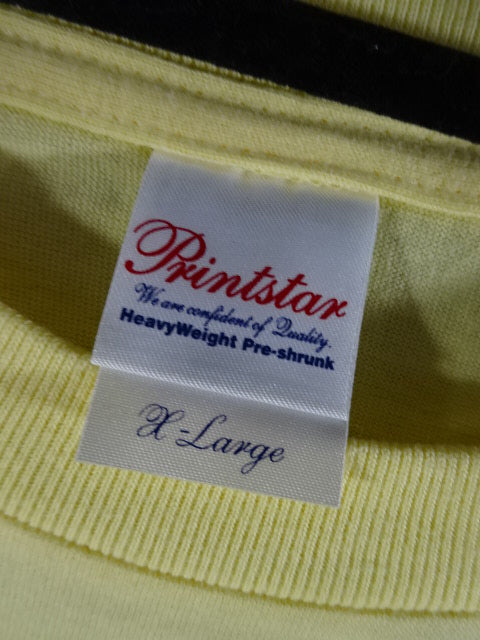 Printstar
We are confident of Quality.
HeavyWeight Pre-shrunk
X-Large